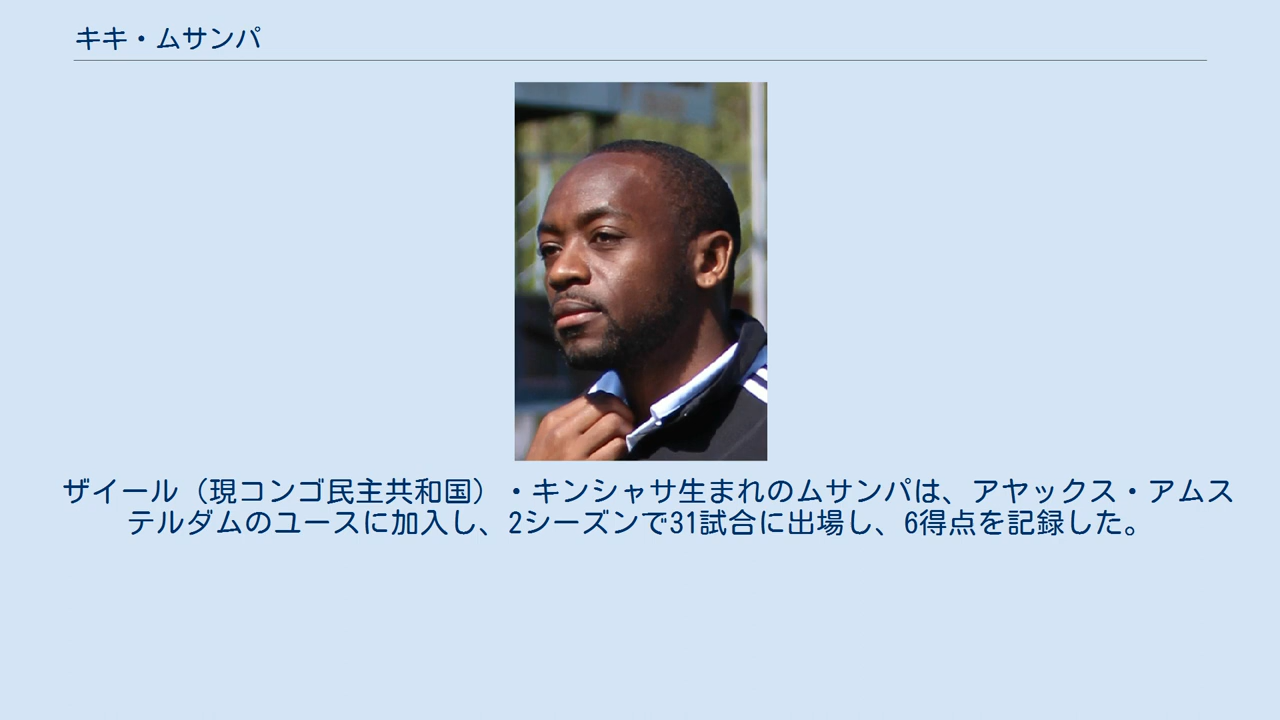 キキ・ムサンパ
ザイール（現コンゴ民主共和国）・キンシャサ生まれのムサンパは、アヤックス・アムス
テルダムのユースに加入し、2シーズンで31試合に出場し、6得点を記録した。